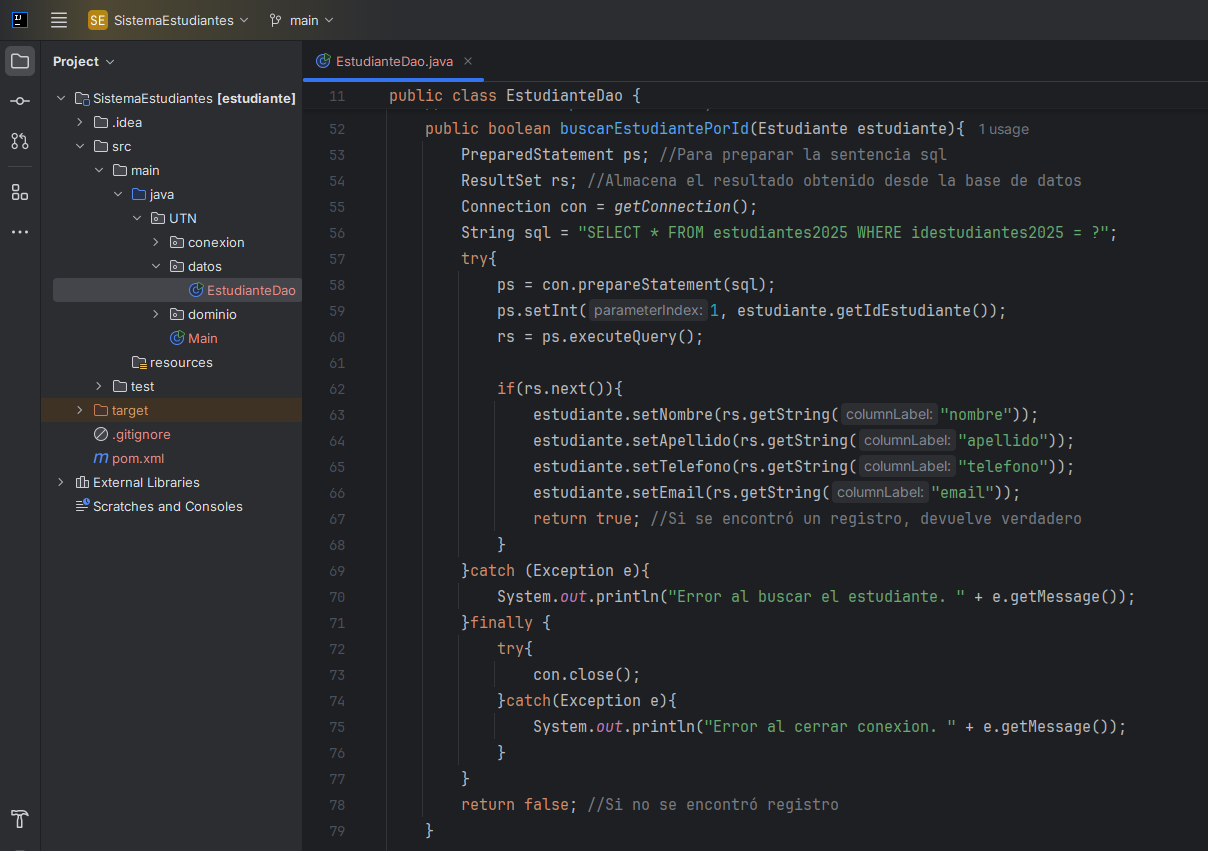 SE SistemaEstudiantes main
Project
EstudianteDao.java
SistemaEstudiantes [estudiante]
.idea
src
main
java
UTN
conexion
datos
EstudianteDao
dominio
Main
resources
test
target
.gitignore
m pom.xml
External Libraries
Scratches and Consoles
11 public class EstudianteDao {
52 public boolean buscarEstudiantePorId(Estudiante estudiante){ 1 usage
53 PreparedStatement ps; //Para preparar la sentencia sql
54 ResultSet rs; //Almacena el resultado obtenido desde la base de datos
55 Connection con = getConnection();
56 String sql = "SELECT * FROM estudiantes2025 WHERE idestudiantes2025 = ?";
57 try{
58 ps = con.prepareStatement(sql);
59 ps.setInt( parameterIndex: 1, estudiante.getIdEstudiante());
60 rs = ps.executeQuery();
61
62 if(rs.next()){
63 estudiante.setNombre(rs.getString( columnLabel: "nombre"));
64 estudiante.setApellido(rs.getString( columnLabel: "apellido"));
65 estudiante.setTelefono(rs.getString( columnLabel: "telefono"));
66 estudiante.setEmail(rs.getString( columnLabel: "email"));
67 return true; //Si se encontró un registro, devuelve verdadero
68 }
69 }catch (Exception e){
70 System.out.println("Error al buscar el estudiante. " + e.getMessage());
71 }finally {
72 try{
73 con.close();
74 }catch(Exception e){
75 System.out.println("Error al cerrar conexion. " + e.getMessage());
76 }
77 }
78 return false; //Si no se encontró registro
79 }